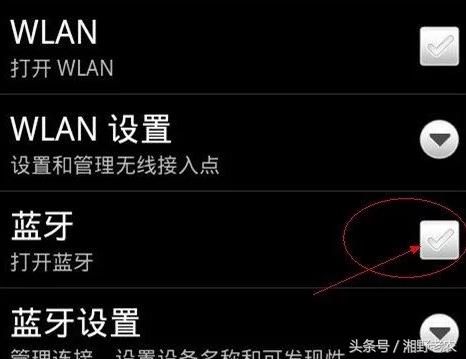 WLAN
打开 WLAN
WLAN 设置
设置和管理无线接入点
蓝牙
打开蓝牙
蓝牙设置
管理连接、设置设备名称和可发现性
头条号 / 湘野老农